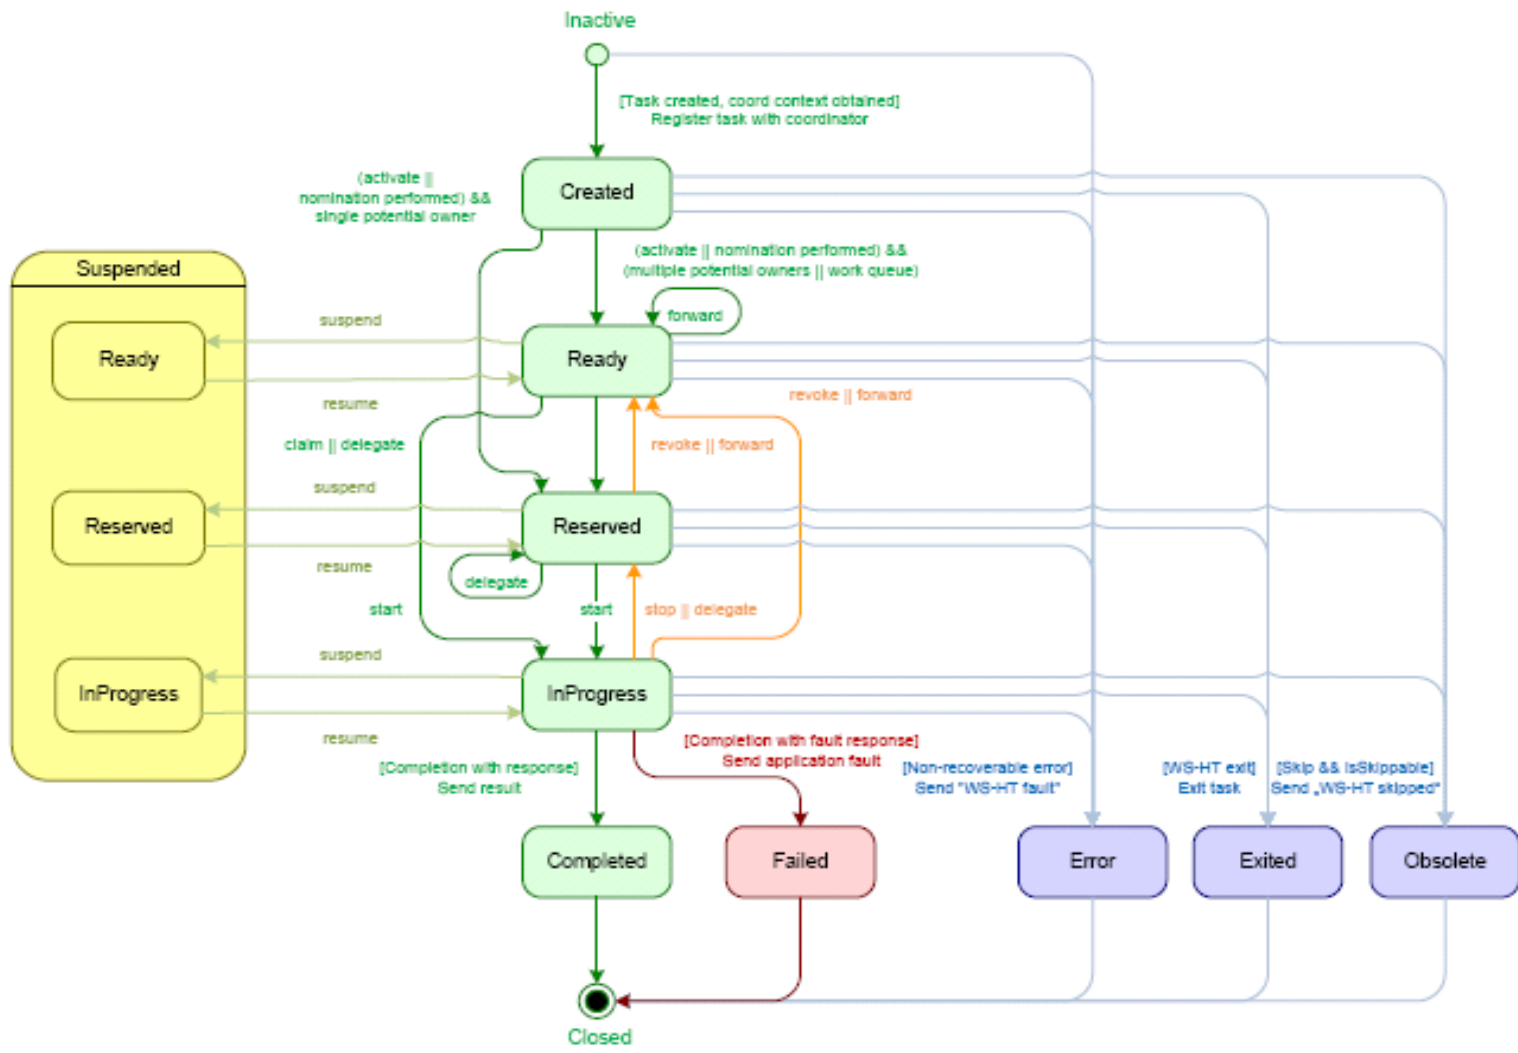 Inactive
[Task created, coord context obtained]
Register task with coordinator
(activate ||
nomination performed) &&
single potential owner
Created
(activate || nomination performed) &&
(multiple potential owners || work queue)
Suspended
suspend
forward
Ready
Ready
resume
revoke || forward
claim || delegate
revoke || forward
suspend
Reserved
Reserved
resume
delegate
start
start
stop || delegate
suspend
InProgress
InProgress
resume
[Completion with response]
Send result
[Completion with fault response]
Send application fault
[Non-recoverable error]
Send "WS-HT fault"
[WS-HT exit]
Exit task
[Skip && isSkippable]
Send „WS-HT skipped"
Completed
Failed
Error
Exited
Obsolete
Closed